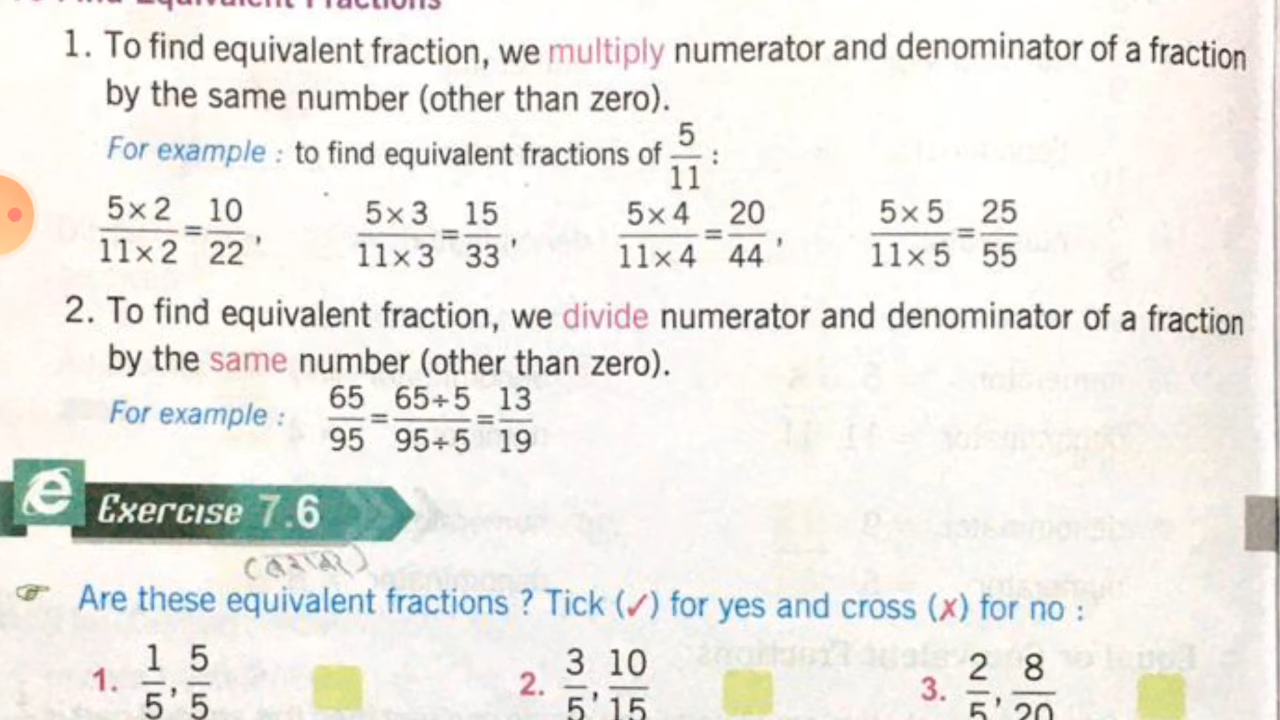 To Find Equivalent Fractions
1. To find equivalent fraction, we multiply numerator and denominator of a fraction
by the same number (other than zero).
For example : to find equivalent fractions of 5/11 :
5×2/11×2 = 10/22, 5×3/11×3 = 15/33, 5×4/11×4 = 20/44, 5×5/11×5 = 25/55
2. To find equivalent fraction, we divide numerator and denominator of a fraction
by the same number (other than zero).
For example : 65/95 = 65÷5/95÷5 = 13/19
e Exercise 7.6
Are these equivalent fractions ? Tick (✓) for yes and cross (✗) for no :
1. 1/5, 5/5 2. 3/5, 10/15 3. 2/5, 8/20